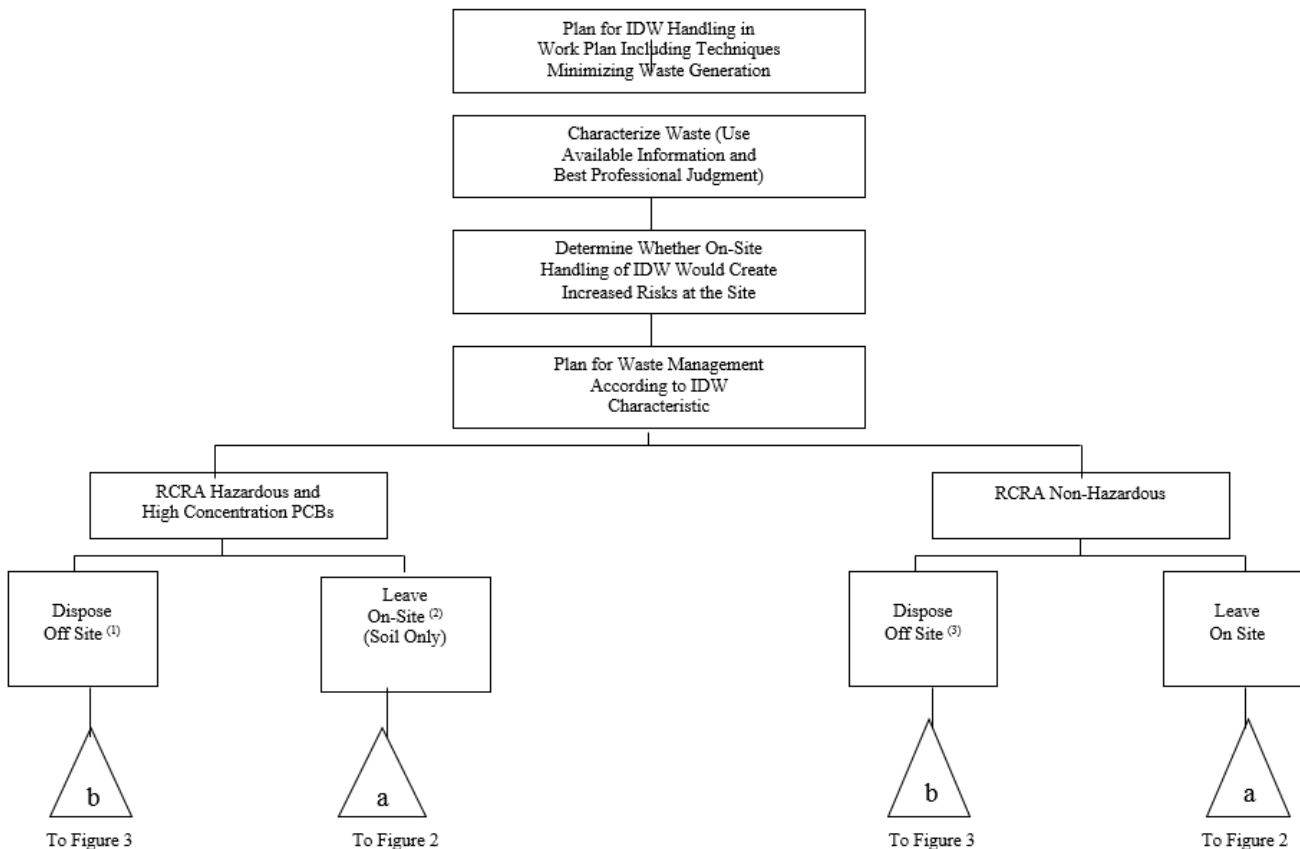 Plan for IDW Handling in
Work Plan Including Techniques
Minimizing Waste Generation
Characterize Waste (Use
Available Information and
Best Professional Judgment)
Determine Whether On-Site
Handling of IDW Would Create
Increased Risks at the Site
Plan for Waste Management
According to IDW
Characteristic
RCRA Hazardous and
High Concentration PCBs
RCRA Non-Hazardous
Dispose
Off Site (1)
Leave
On-Site (2)
(Soil Only)
Dispose
Off Site (3)
Leave
On Site
b
a
b
a
To Figure 3
To Figure 2
To Figure 3
To Figure 2